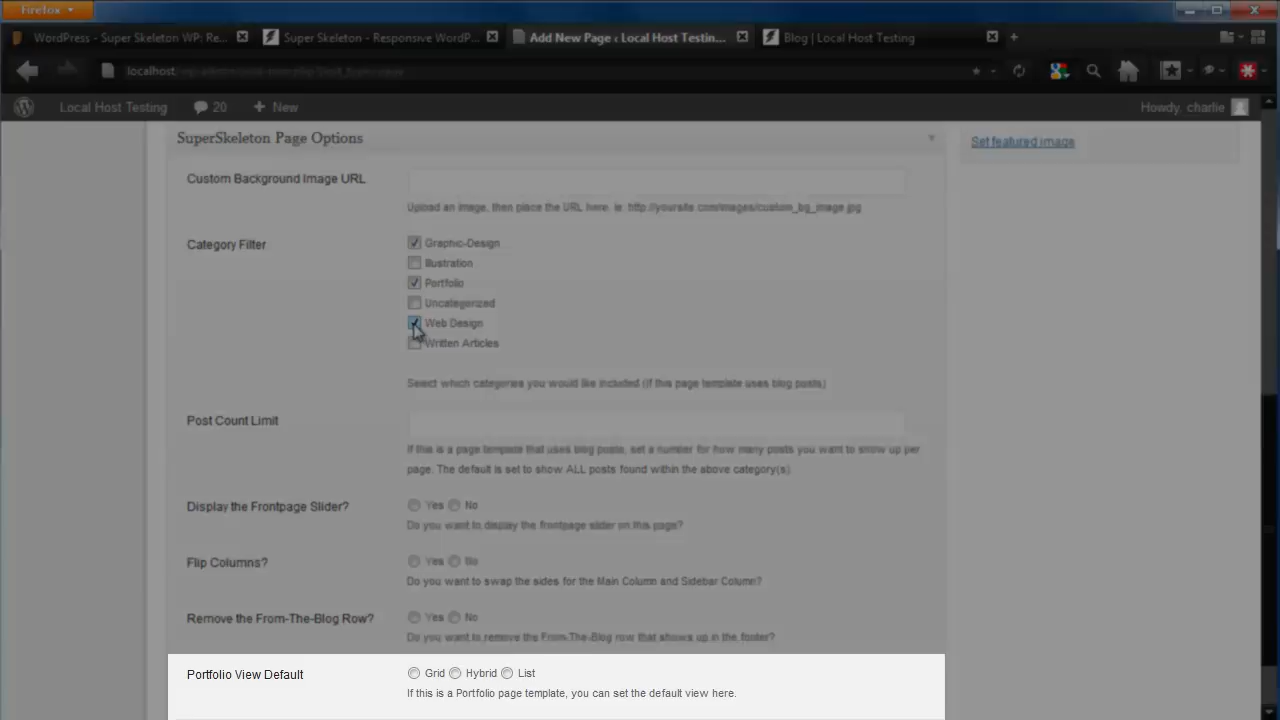 Firefox
WordPress - Super Skeleton WP: Re...
Super Skeleton - Responsive WordP...
Add New Page ‹ Local Host Testin...
Blog | Local Host Testing
localhost
Local Host Testing
20
New
Howdy, charlie
SuperSkeleton Page Options
Set featured image
Custom Background Image URL
Upload an image, then place the URL here. ie: http://yoursite.com/images/custom_bg_image.jpg
Category Filter
Graphic-Design
Illustration
Portfolio
Uncategorized
Web Design
Written Articles
Select which categories you would like included (if this page template uses blog posts)
Post Count Limit
If this is a page template that uses blog posts, set a number for how many posts you want to show up per
page. The default is set to show ALL posts found within the above category(s)
Display the Frontpage Slider?
Yes No
Do you want to display the frontpage slider on this page?
Flip Columns?
Yes No
Do you want to swap the sides for the Main Column and Sidebar Column?
Remove the From-The-Blog Row?
Yes No
Do you want to remove the From-The-Blog row that shows up in the footer?
Portfolio View Default
Grid Hybrid List
If this is a Portfolio page template, you can set the default view here.